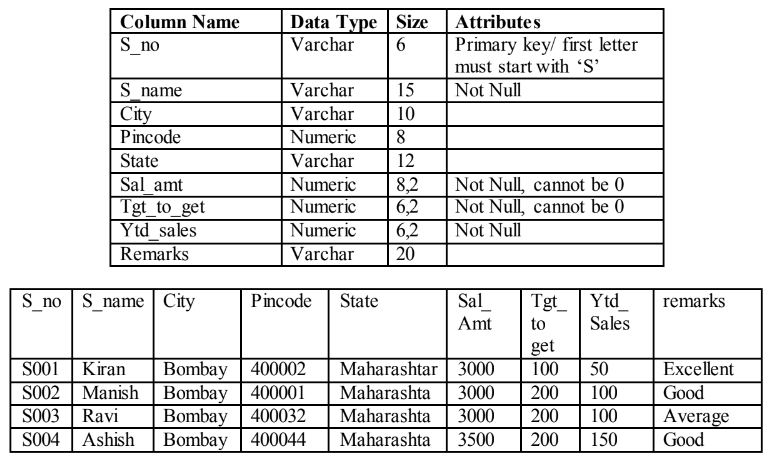 Column Name Data Type Size Attributes
S_no Varchar 6 Primary key/ first letter
must start with ‘S’
S_name Varchar 15 Not Null
City Varchar 10
Pincode Numeric 8
State Varchar 12
Sal_amt Numeric 8,2 Not Null, cannot be 0
Tgt_to_get Numeric 6,2 Not Null, cannot be 0
Ytd_sales Numeric 6,2 Not Null
Remarks Varchar 20
S_no S_name City Pincode State Sal_ Tgt_ Ytd_ remarks
Amt to Sales
get
S001 Kiran Bombay 400002 Maharashtar 3000 100 50 Excellent
S002 Manish Bombay 400001 Maharashta 3000 200 100 Good
S003 Ravi Bombay 400032 Maharashta 3000 200 100 Average
S004 Ashish Bombay 400044 Maharashta 3500 200 150 Good